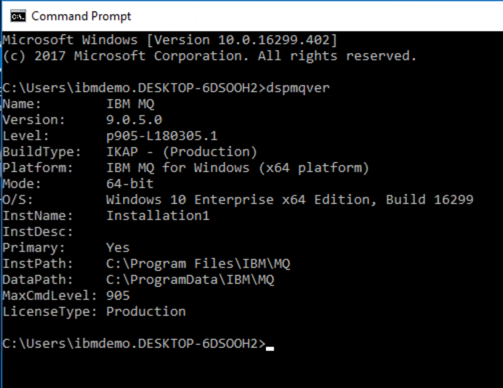 Command Prompt
Microsoft Windows [Version 10.0.16299.402]
(c) 2017 Microsoft Corporation. All rights reserved.
C:\Users\ibmdemo.DESKTOP-6DSOOH2>dspmqver
Name: IBM MQ
Version: 9.0.5.0
Level: p905-L180305.1
BuildType: IKAP - (Production)
Platform: IBM MQ for Windows (x64 platform)
Mode: 64-bit
O/S: Windows 10 Enterprise x64 Edition, Build 16299
InstName: Installation1
InstDesc:
Primary: Yes
InstPath: C:\Program Files\IBM\MQ
DataPath: C:\ProgramData\IBM\MQ
MaxCmdLevel: 905
LicenseType: Production
C:\Users\ibmdemo.DESKTOP-6DSOOH2>